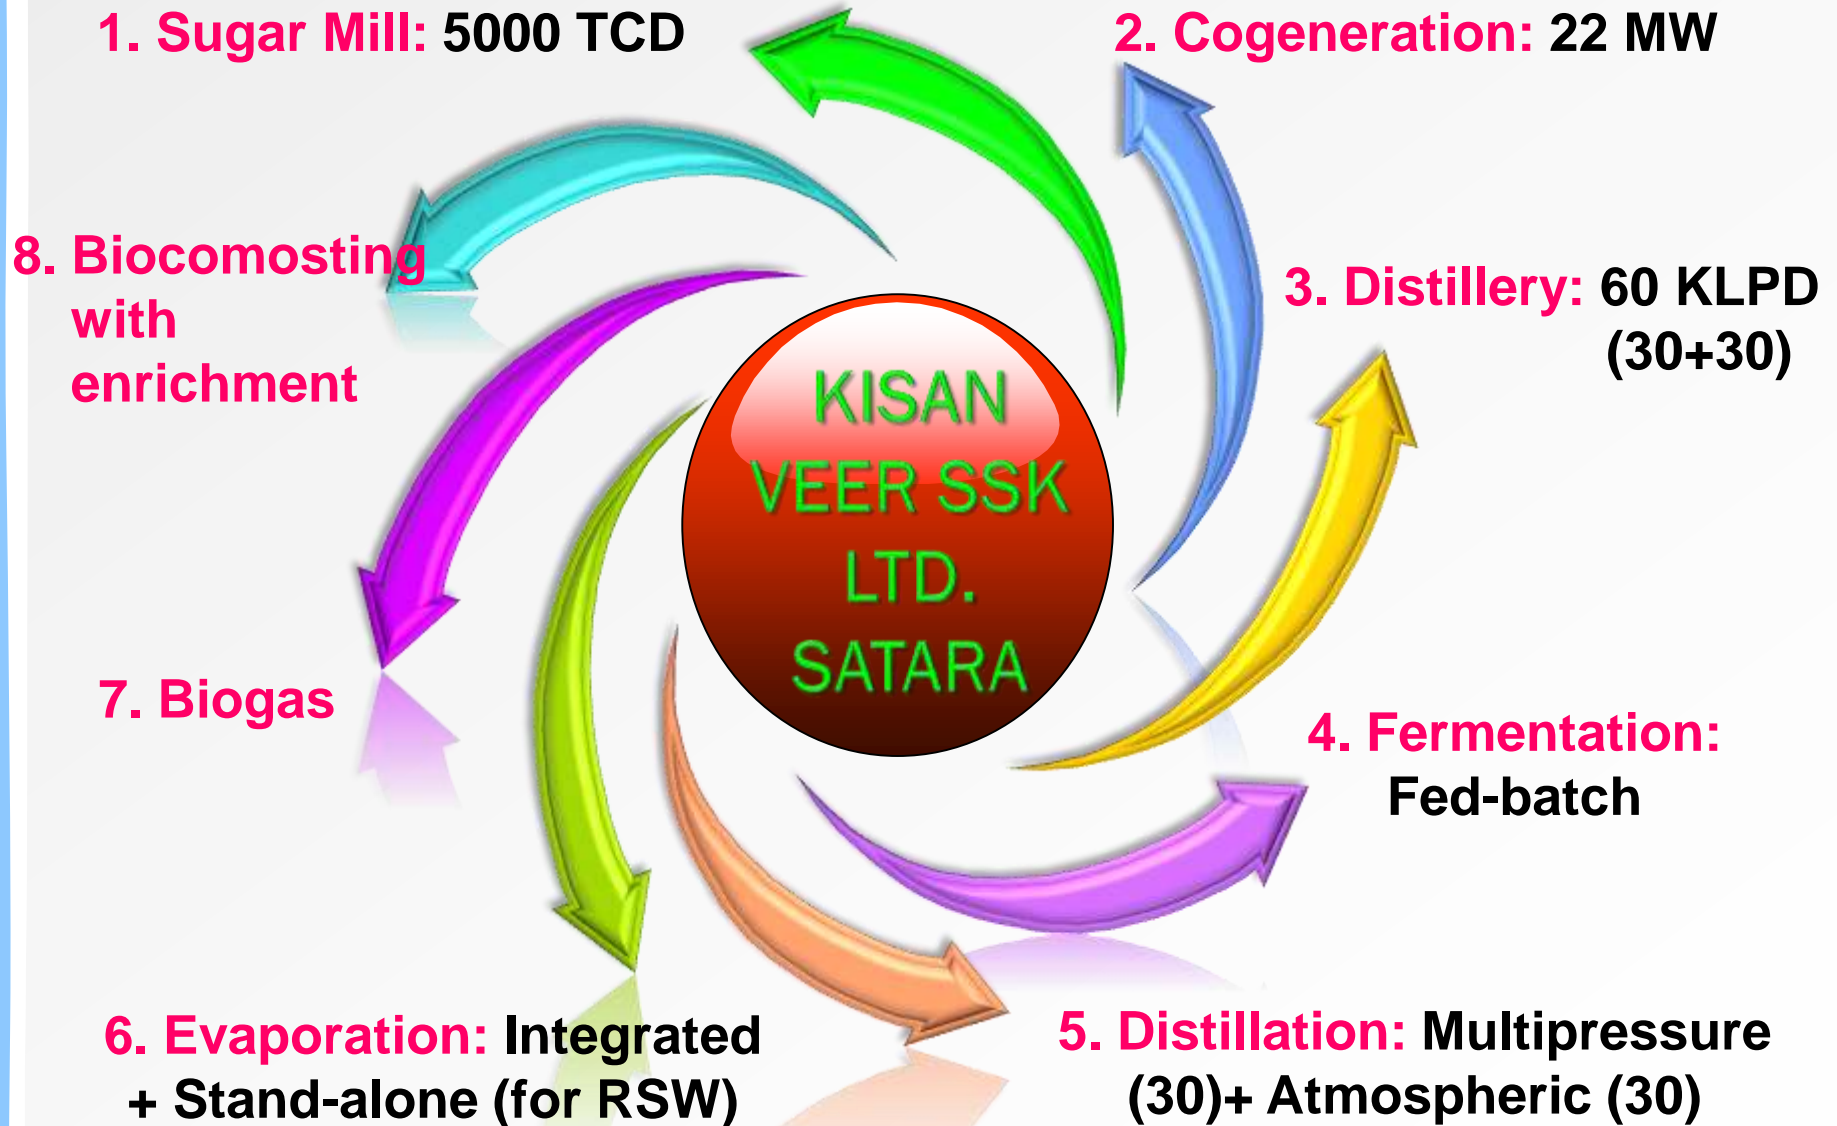 1. Sugar Mill: 5000 TCD
2. Cogeneration: 22 MW
3. Distillery: 60 KLPD
(30+30)
4. Fermentation:
Fed-batch
5. Distillation: Multipressure
(30)+ Atmospheric (30)
6. Evaporation: Integrated
+ Stand-alone (for RSW)
7. Biogas
8. Biocomosting
with
enrichment
KISAN
VEER SSK
LTD.
SATARA